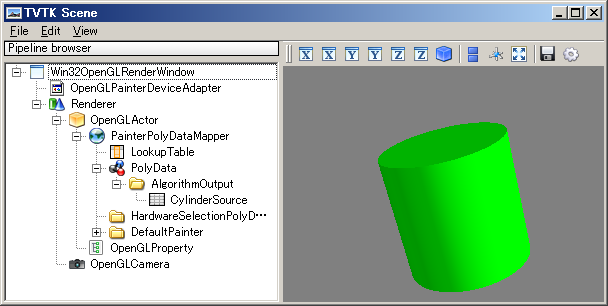 TVTK Scene
File Edit View
Pipeline browser
X X Y Y Z Z
Win32OpenGLRenderWindow
OpenGLPainterDeviceAdapter
Renderer
OpenGLActor
PainterPolyDataMapper
LookupTable
PolyData
AlgorithmOutput
CylinderSource
HardwareSelectionPolyD···
DefaultPainter
OpenGLProperty
OpenGLCamera